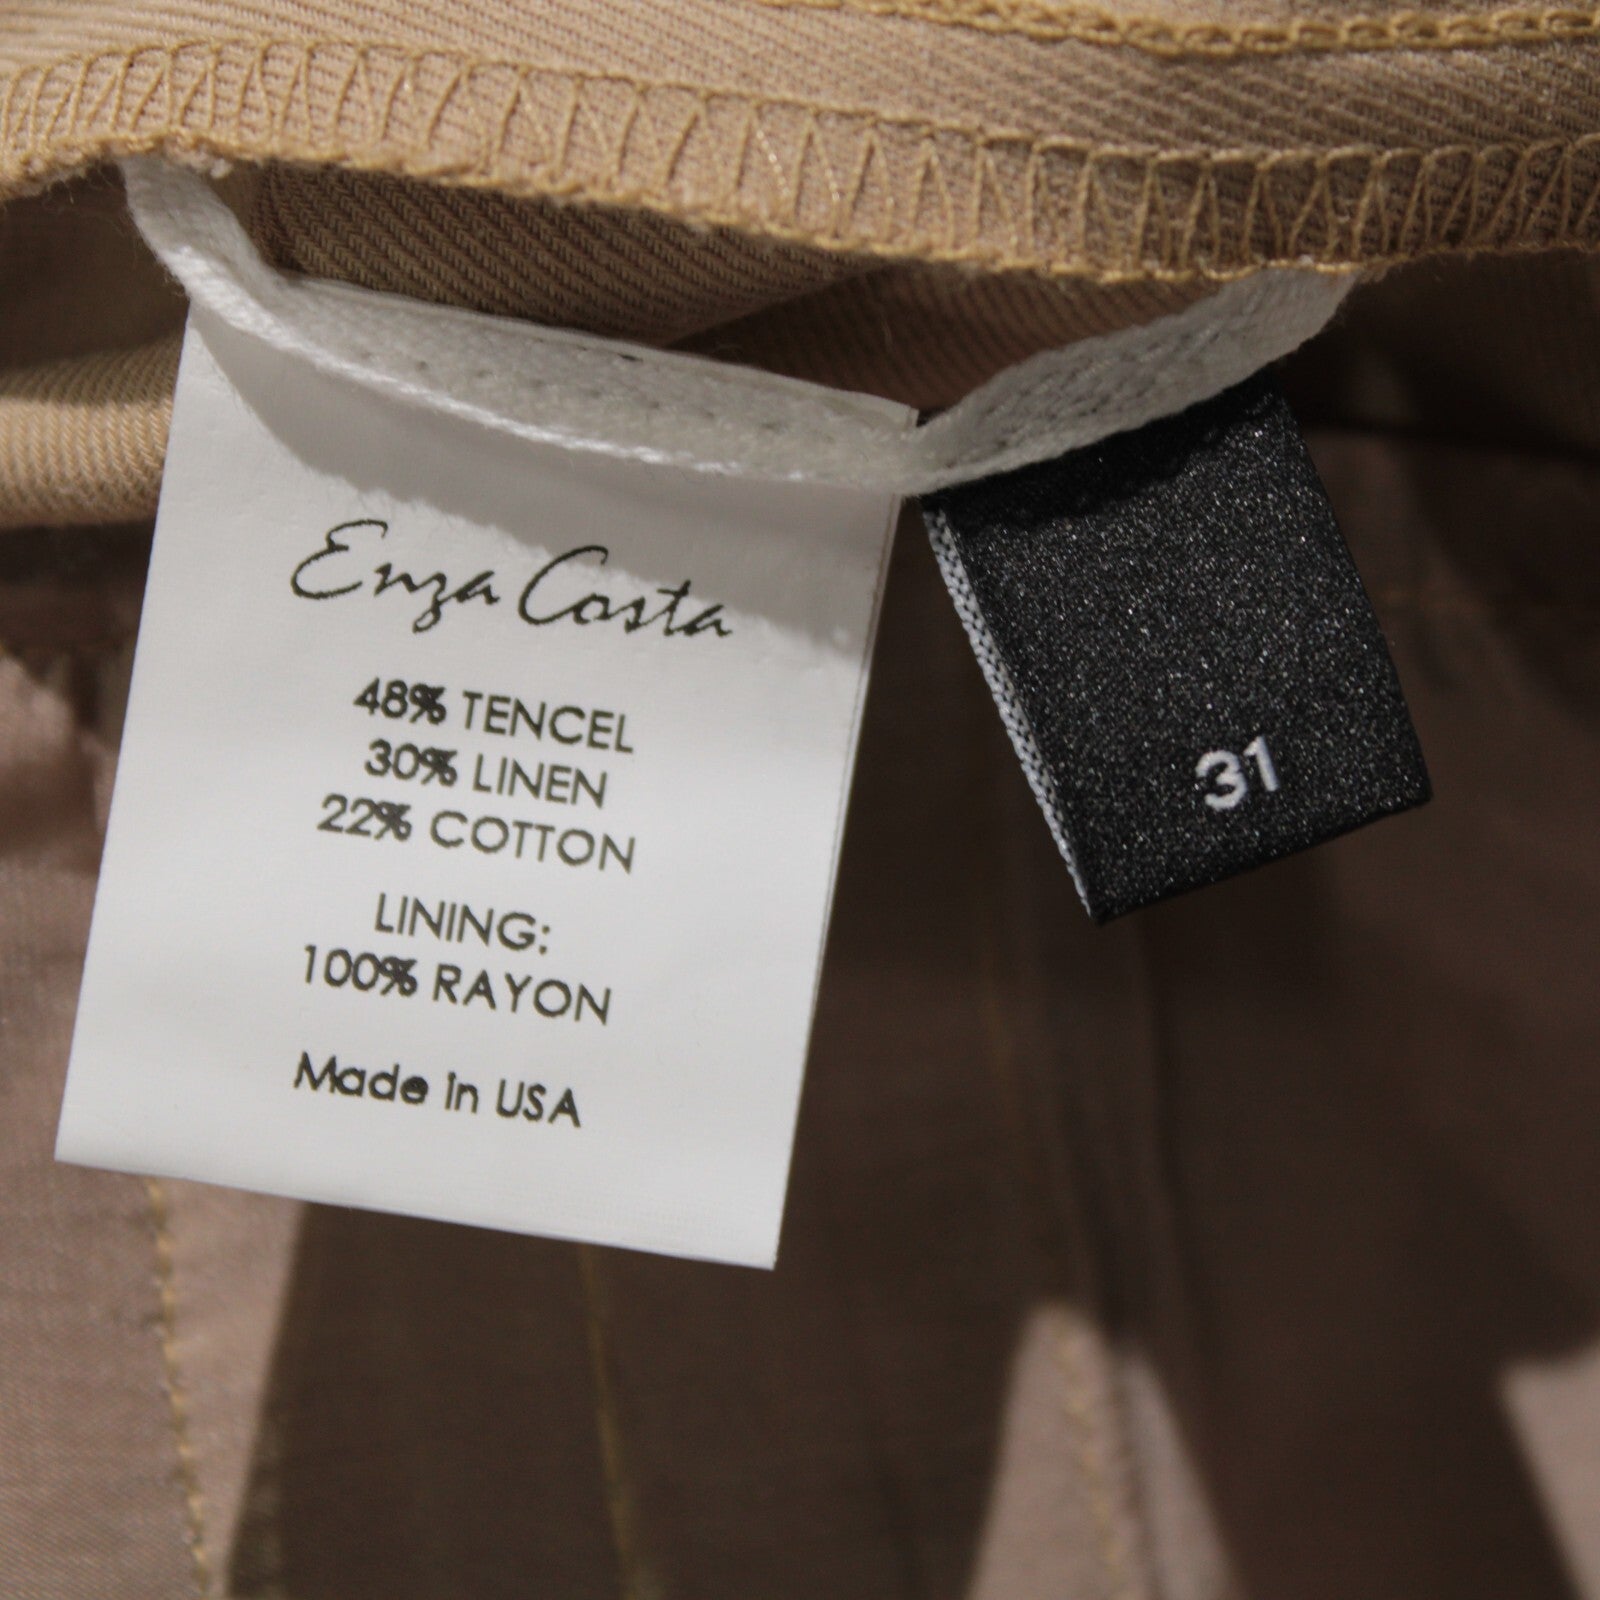 Enza Costa
48% TENCEL
30% LINEN
22% COTTON
LINING:
100% RAYON
Made in USA
31